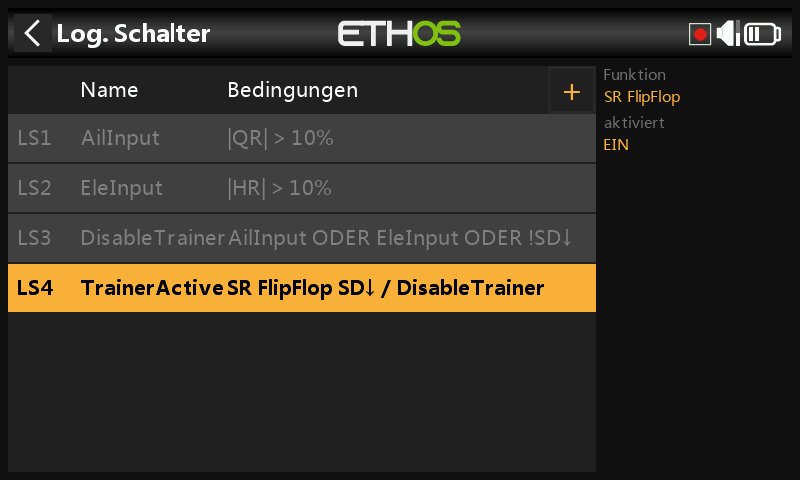 Log. Schalter
ETHOS
Name Bedingungen +
LS1 AilInput |QR| > 10%
LS2 EleInput |HR| > 10%
LS3 DisableTrainer AilInput ODER EleInput ODER !SD↓
LS4 TrainerActive SR FlipFlop SD↓ / DisableTrainer
Funktion
SR FlipFlop
aktiviert
EIN